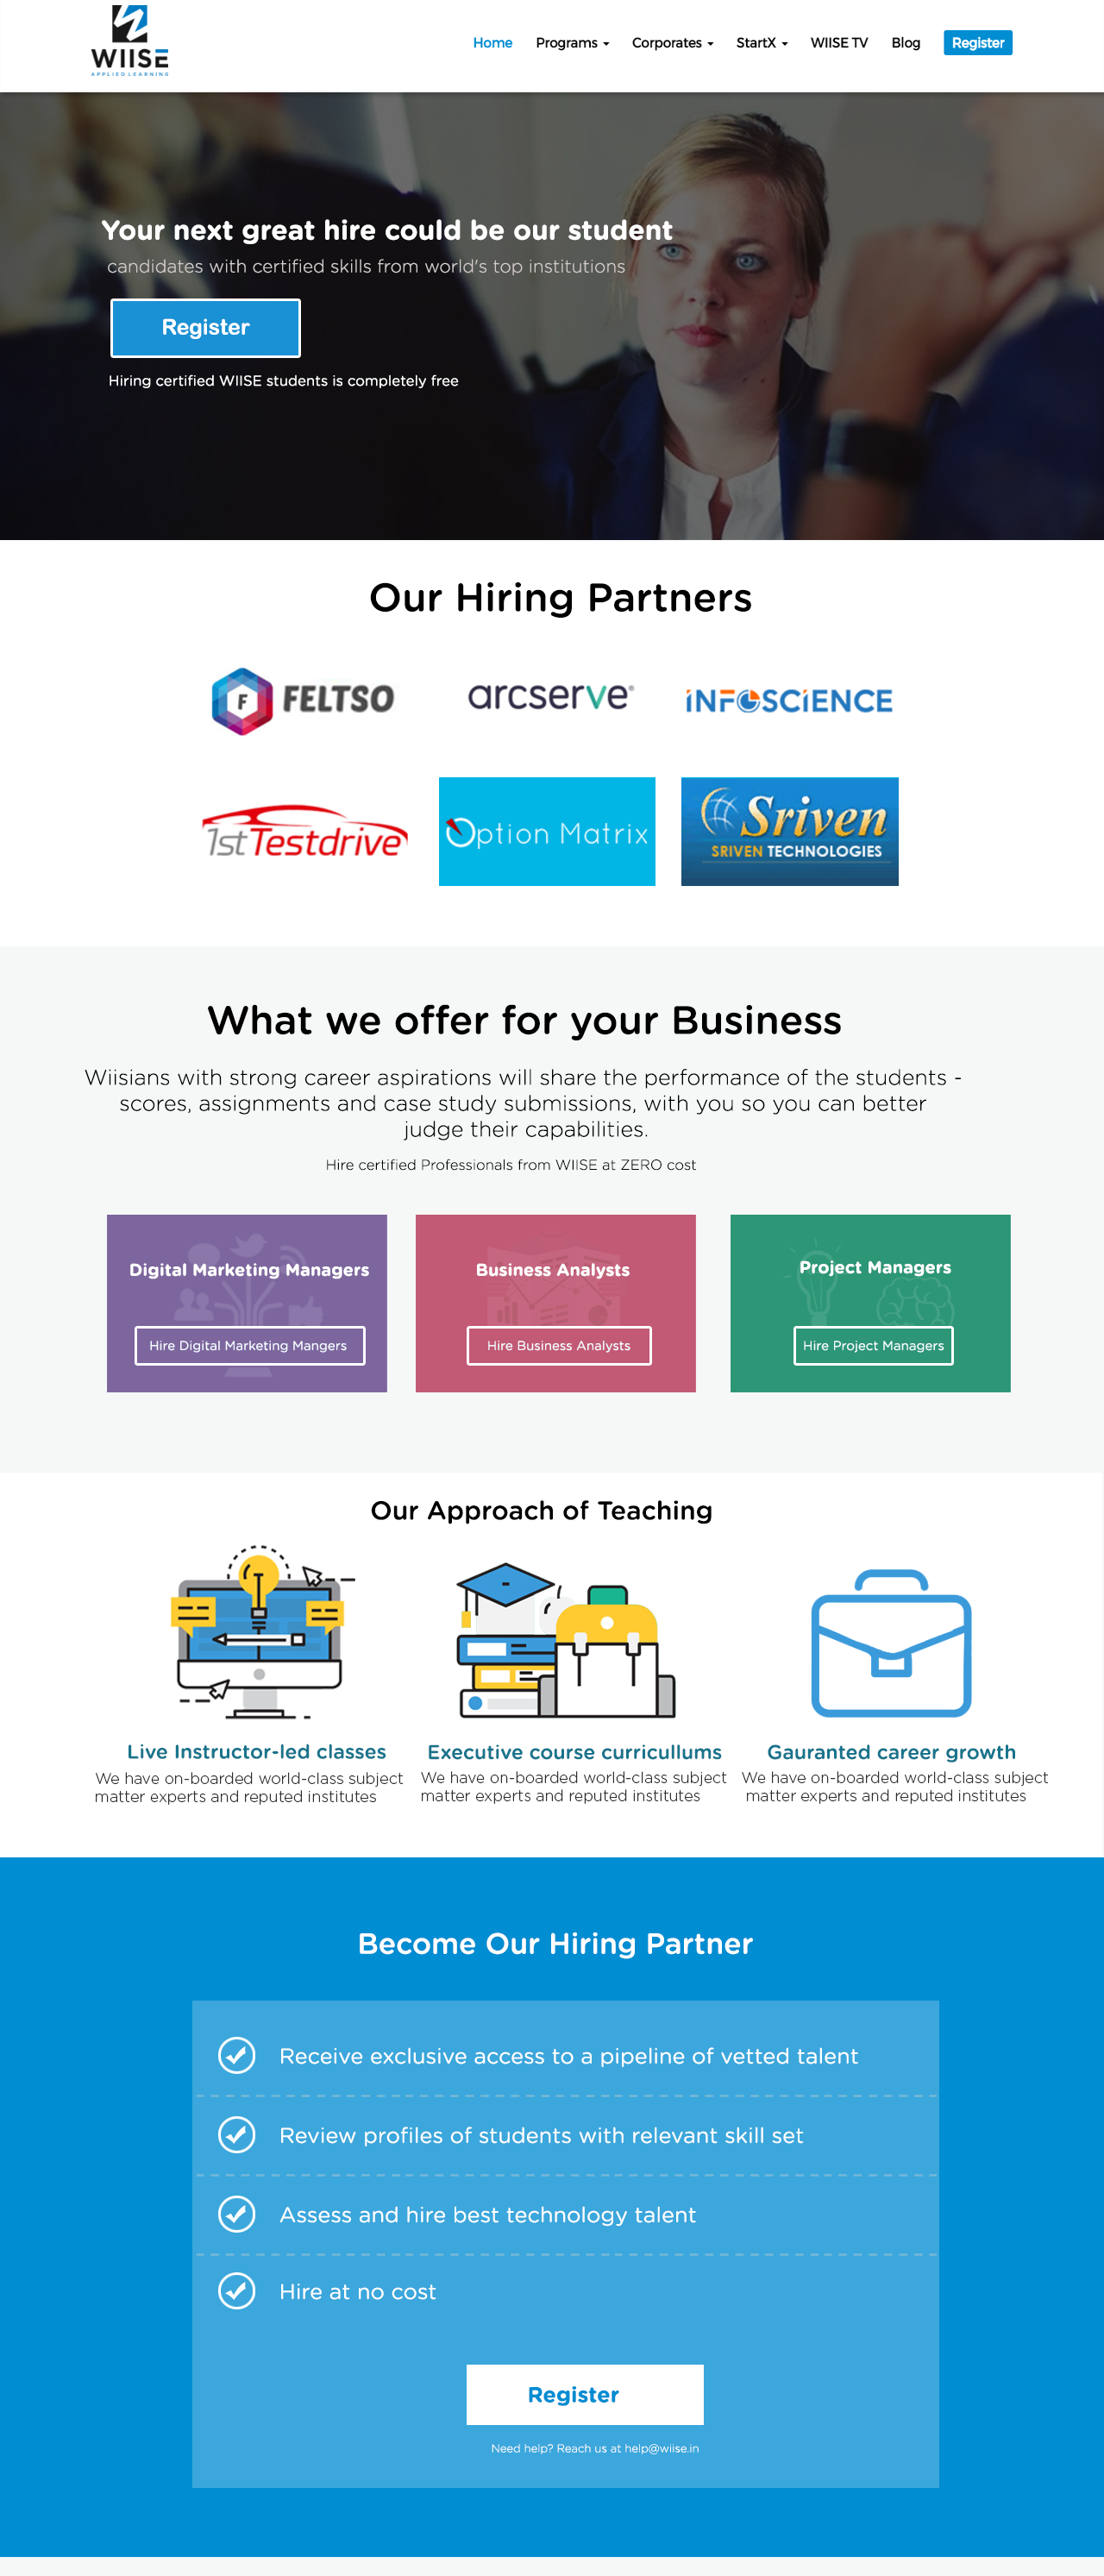 WIISE
APPLIED LEARNING
Home Programs Corporates StartX WIISE TV Blog Register
Your next great hire could be our student
candidates with certified skills from world's top institutions
Register
Hiring certified WIISE students is completely free
Our Hiring Partners
F FELTSO
arcserve®
INFOSCIENCE
1stTestdrive
Option Matrix
Sriven
SRIVEN TECHNOLOGIES
What we offer for your Business
Wiisians with strong career aspirations will share the performance of the students -
scores, assignments and case study submissions, with you so you can better
judge their capabilities.
Hire certified Professionals from WIISE at ZERO cost
Digital Marketing Managers
Hire Digital Marketing Mangers
Business Analysts
Hire Business Analysts
Project Managers
Hire Project Managers
Our Approach of Teaching
Live Instructor-led classes
We have on-boarded world-class subject
matter experts and reputed institutes
Executive course curricullums
We have on-boarded world-class subject
matter experts and reputed institutes
Gauranted career growth
We have on-boarded world-class subject
matter experts and reputed institutes
Become Our Hiring Partner
Receive exclusive access to a pipeline of vetted talent
Review profiles of students with relevant skill set
Assess and hire best technology talent
Hire at no cost
Register
Need help? Reach us at help@wiise.in